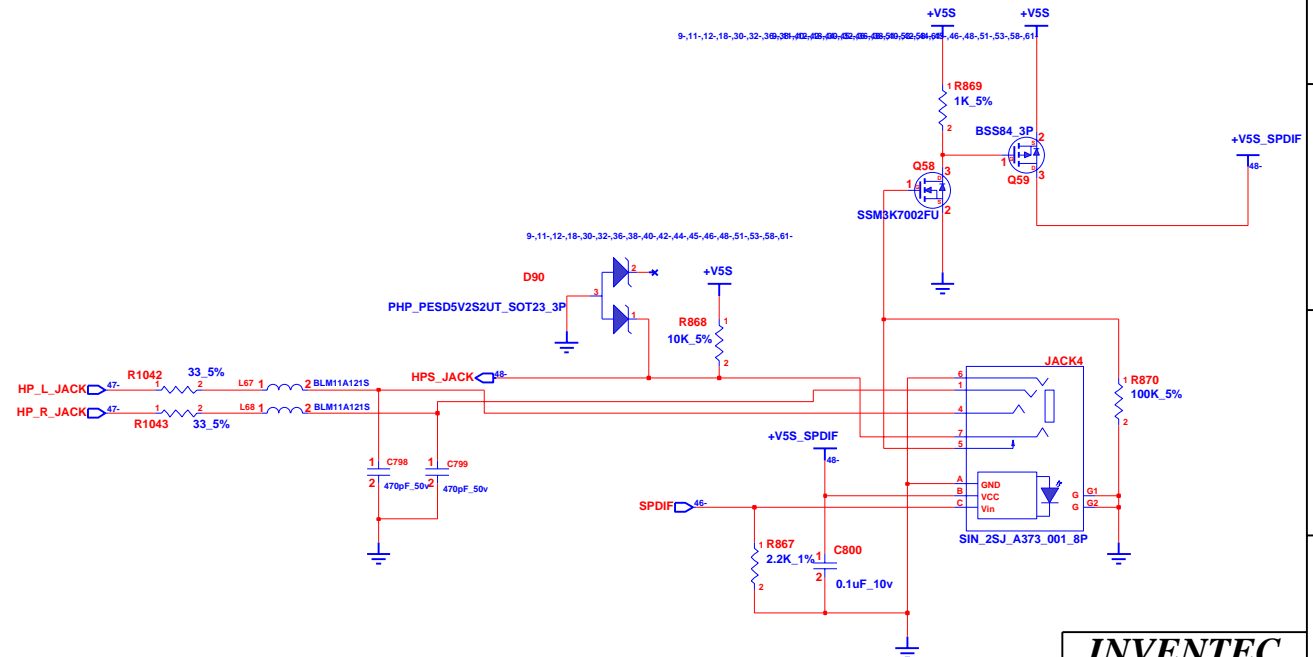 +V5S
+V5S
9-,11-,12-,18-,30-,32-,36-
-,46-,48-,51-,53-,58-,61-
1
R869
1K_5%
2
BSS84_3P
2
S
G
1
D
3
Q59
+V5S_SPDIF
48-
Q58
3
D
1
G
S
2
SSM3K7002FU
9-,11-,12-,18-,30-,32-,36-,38-,40-,42-,44-,45-,46-,48-,51-,53-,58-,61-
D90
2
3
PHP_PESD5V2S2UT_SOT23_3P
1
+V5S
R868
1
10K_5%
2
JACK4
HPS_JACK
48-
R1042
33_5%
HP_L_JACK
47-
1
2
L67
1
2
BLM11A121S
HP_R_JACK
47-
1
2
L68
1
2
BLM11A121S
R1043
33_5%
6
1
4
7
5
1
R870
100K_5%
2
1
C798
2
470pF_50v
1
C799
2
470pF_50v
+V5S_SPDIF
48-
SPDIF
46-
A
GND
B
VCC
C
Vin
G
G1
G
G2
SIN_2SJ_A373_001_8P
1
R867
2.2K_1%
2
1
C800
2
0.1uF_10v
INVENTEC